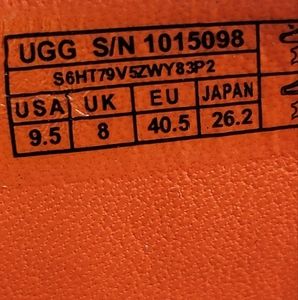 UGG S/N 1015098
S6HT79V5ZWY83P2
USA UK EU JAPAN
9.5 8 40.5 26.2